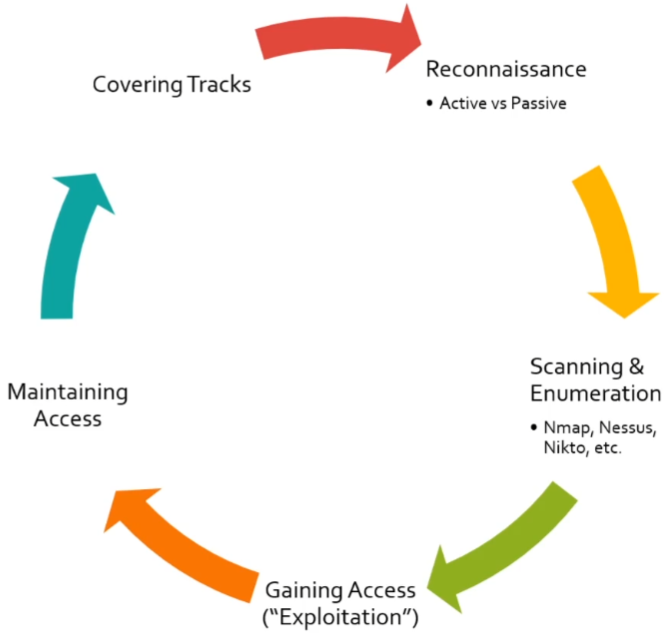 Covering Tracks
Reconnaissance
• Active vs Passive
Scanning &
Enumeration
• Nmap, Nessus,
Nikto, etc.
Gaining Access
(“Exploitation”)
Maintaining
Access